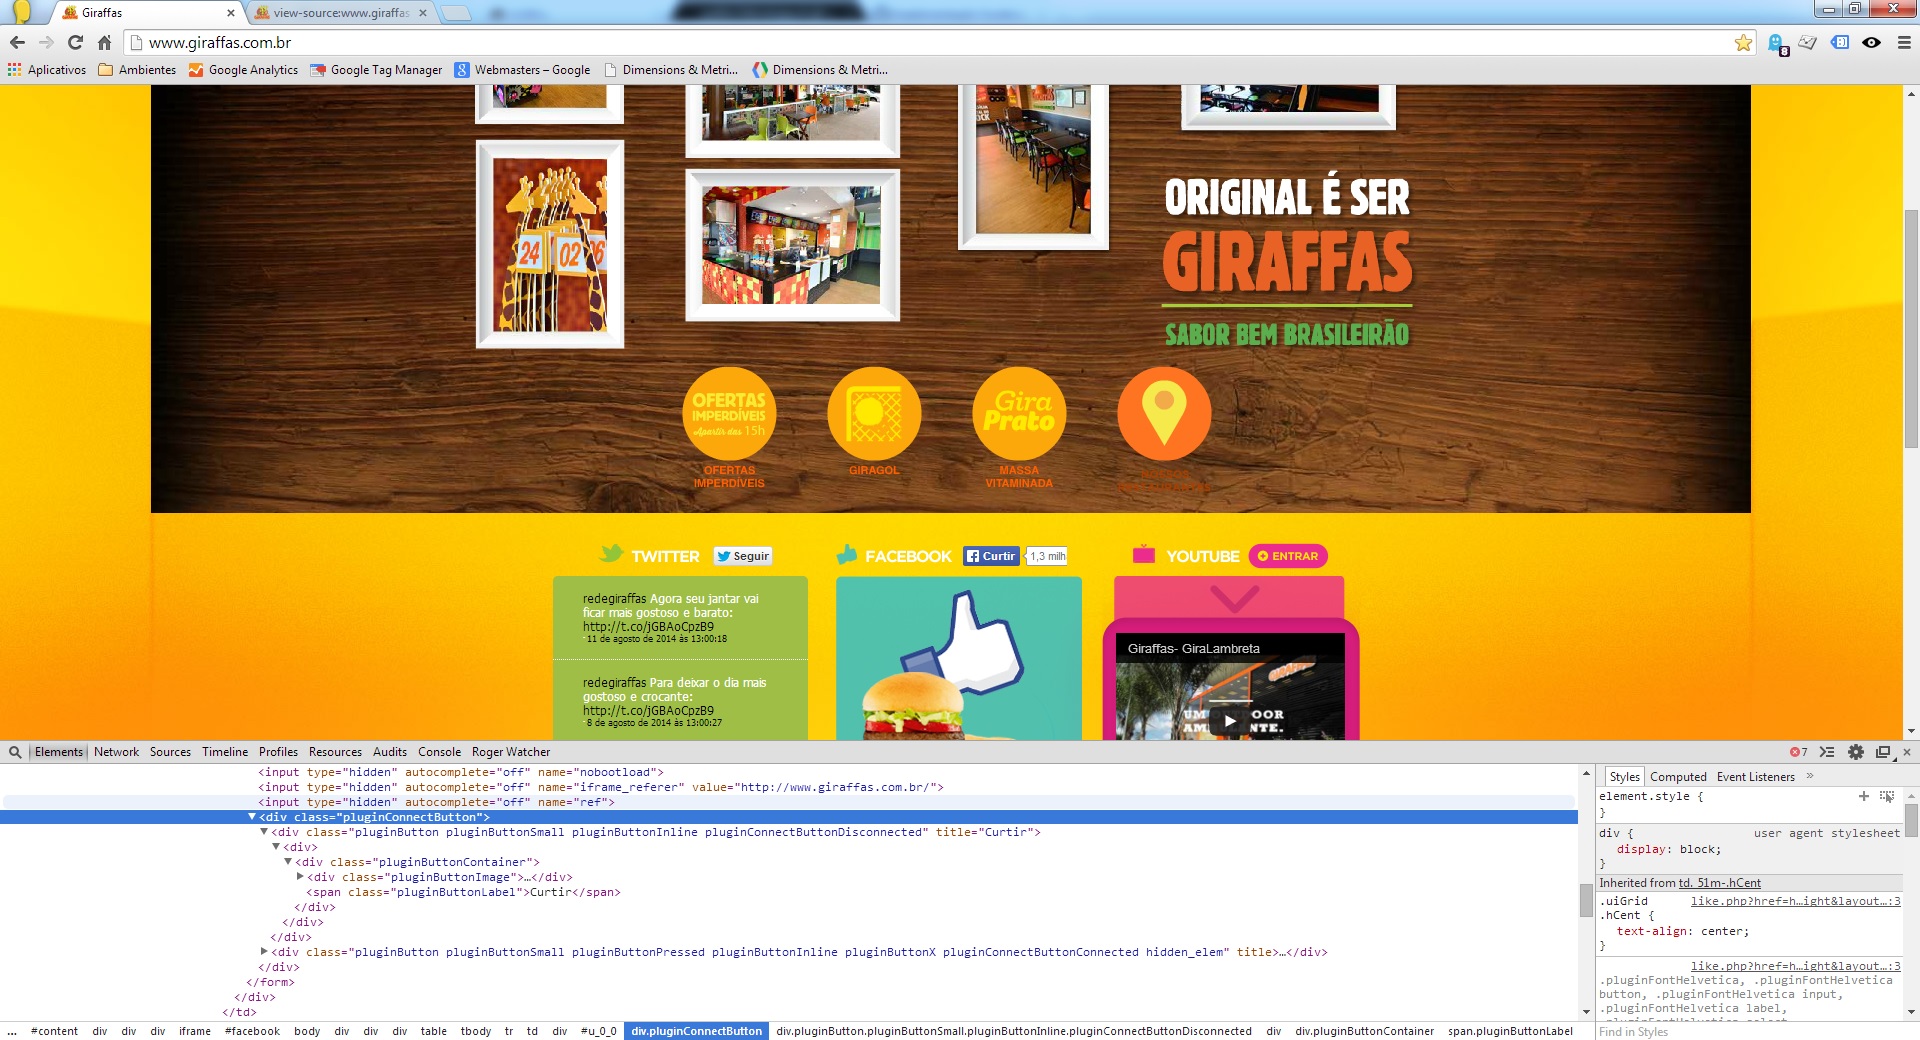 Giraffas
view-source:www.giraffas
www.giraffas.com.br
8
Aplicativos
Ambientes
Google Analytics
Google Tag Manager
Webmasters – Google
Dimensions & Metri...
Dimensions & Metri...
24 02 06
ORIGINAL É SER
GIRAFFAS
SABOR BEM BRASILEIRÃO
OFERTAS
IMPERDÍVEIS
Apartir das 15h
Gira
Prato
OFERTAS
IMPERDÍVEIS
GIRAGOL
MASSA
VITAMINADA
TWITTER
Seguir
FACEBOOK
Curtir
1,3 milh
YOUTUBE
ENTRAR
redegiraffas Agora seu jantar vai
ficar mais gostoso e barato:
http://t.co/jGBAoCpzB9
· 11 de agosto de 2014 às 13:00:18
redegiraffas Para deixar o dia mais
gostoso e crocante:
http://t.co/jGBAoCpzB9
· 8 de agosto de 2014 às 13:00:27
Giraffas- GiraLambreta
Elements Network Sources Timeline Profiles Resources Audits Console Roger Watcher
7
<input type="hidden" autocomplete="off" name="nobootload">
<input type="hidden" autocomplete="off" name="iframe_referer" value="http://www.giraffas.com.br/">
<input type="hidden" autocomplete="off" name="ref">
<div class="pluginConnectButton">
<div class="pluginButton pluginButtonSmall pluginButtonInline pluginConnectButtonDisconnected" title="Curtir">
<div>
<div class="pluginButtonContainer">
<div class="pluginButtonImage">…</div>
<span class="pluginButtonLabel">Curtir</span>
</div>
</div>
</div>
<div class="pluginButton pluginButtonSmall pluginButtonPressed pluginButtonInline pluginButtonX pluginConnectButtonConnected hidden_elem" title>…</div>
</div>
</form>
</div>
</td>
... #content div div div iframe #facebook body div div div table tbody tr td div #u_0_0 div.pluginConnectButton div.pluginButton.pluginButtonSmall.pluginButtonInline.pluginConnectButtonDisconnected div div.pluginButtonContainer span.pluginButtonLabel
Styles Computed Event Listeners »
element.style {
}
div { user agent stylesheet
display: block;
}
Inherited from td._51m-.hCent
.uiGrid like.php?href=h…ight&layout…:3
.hCent {
text-align: center;
}
like.php?href=h…ight&layout…:3
.pluginFontHelvetica, .pluginFontHelvetica
button, .pluginFontHelvetica input,
.pluginFontHelvetica label,
Find in Styles